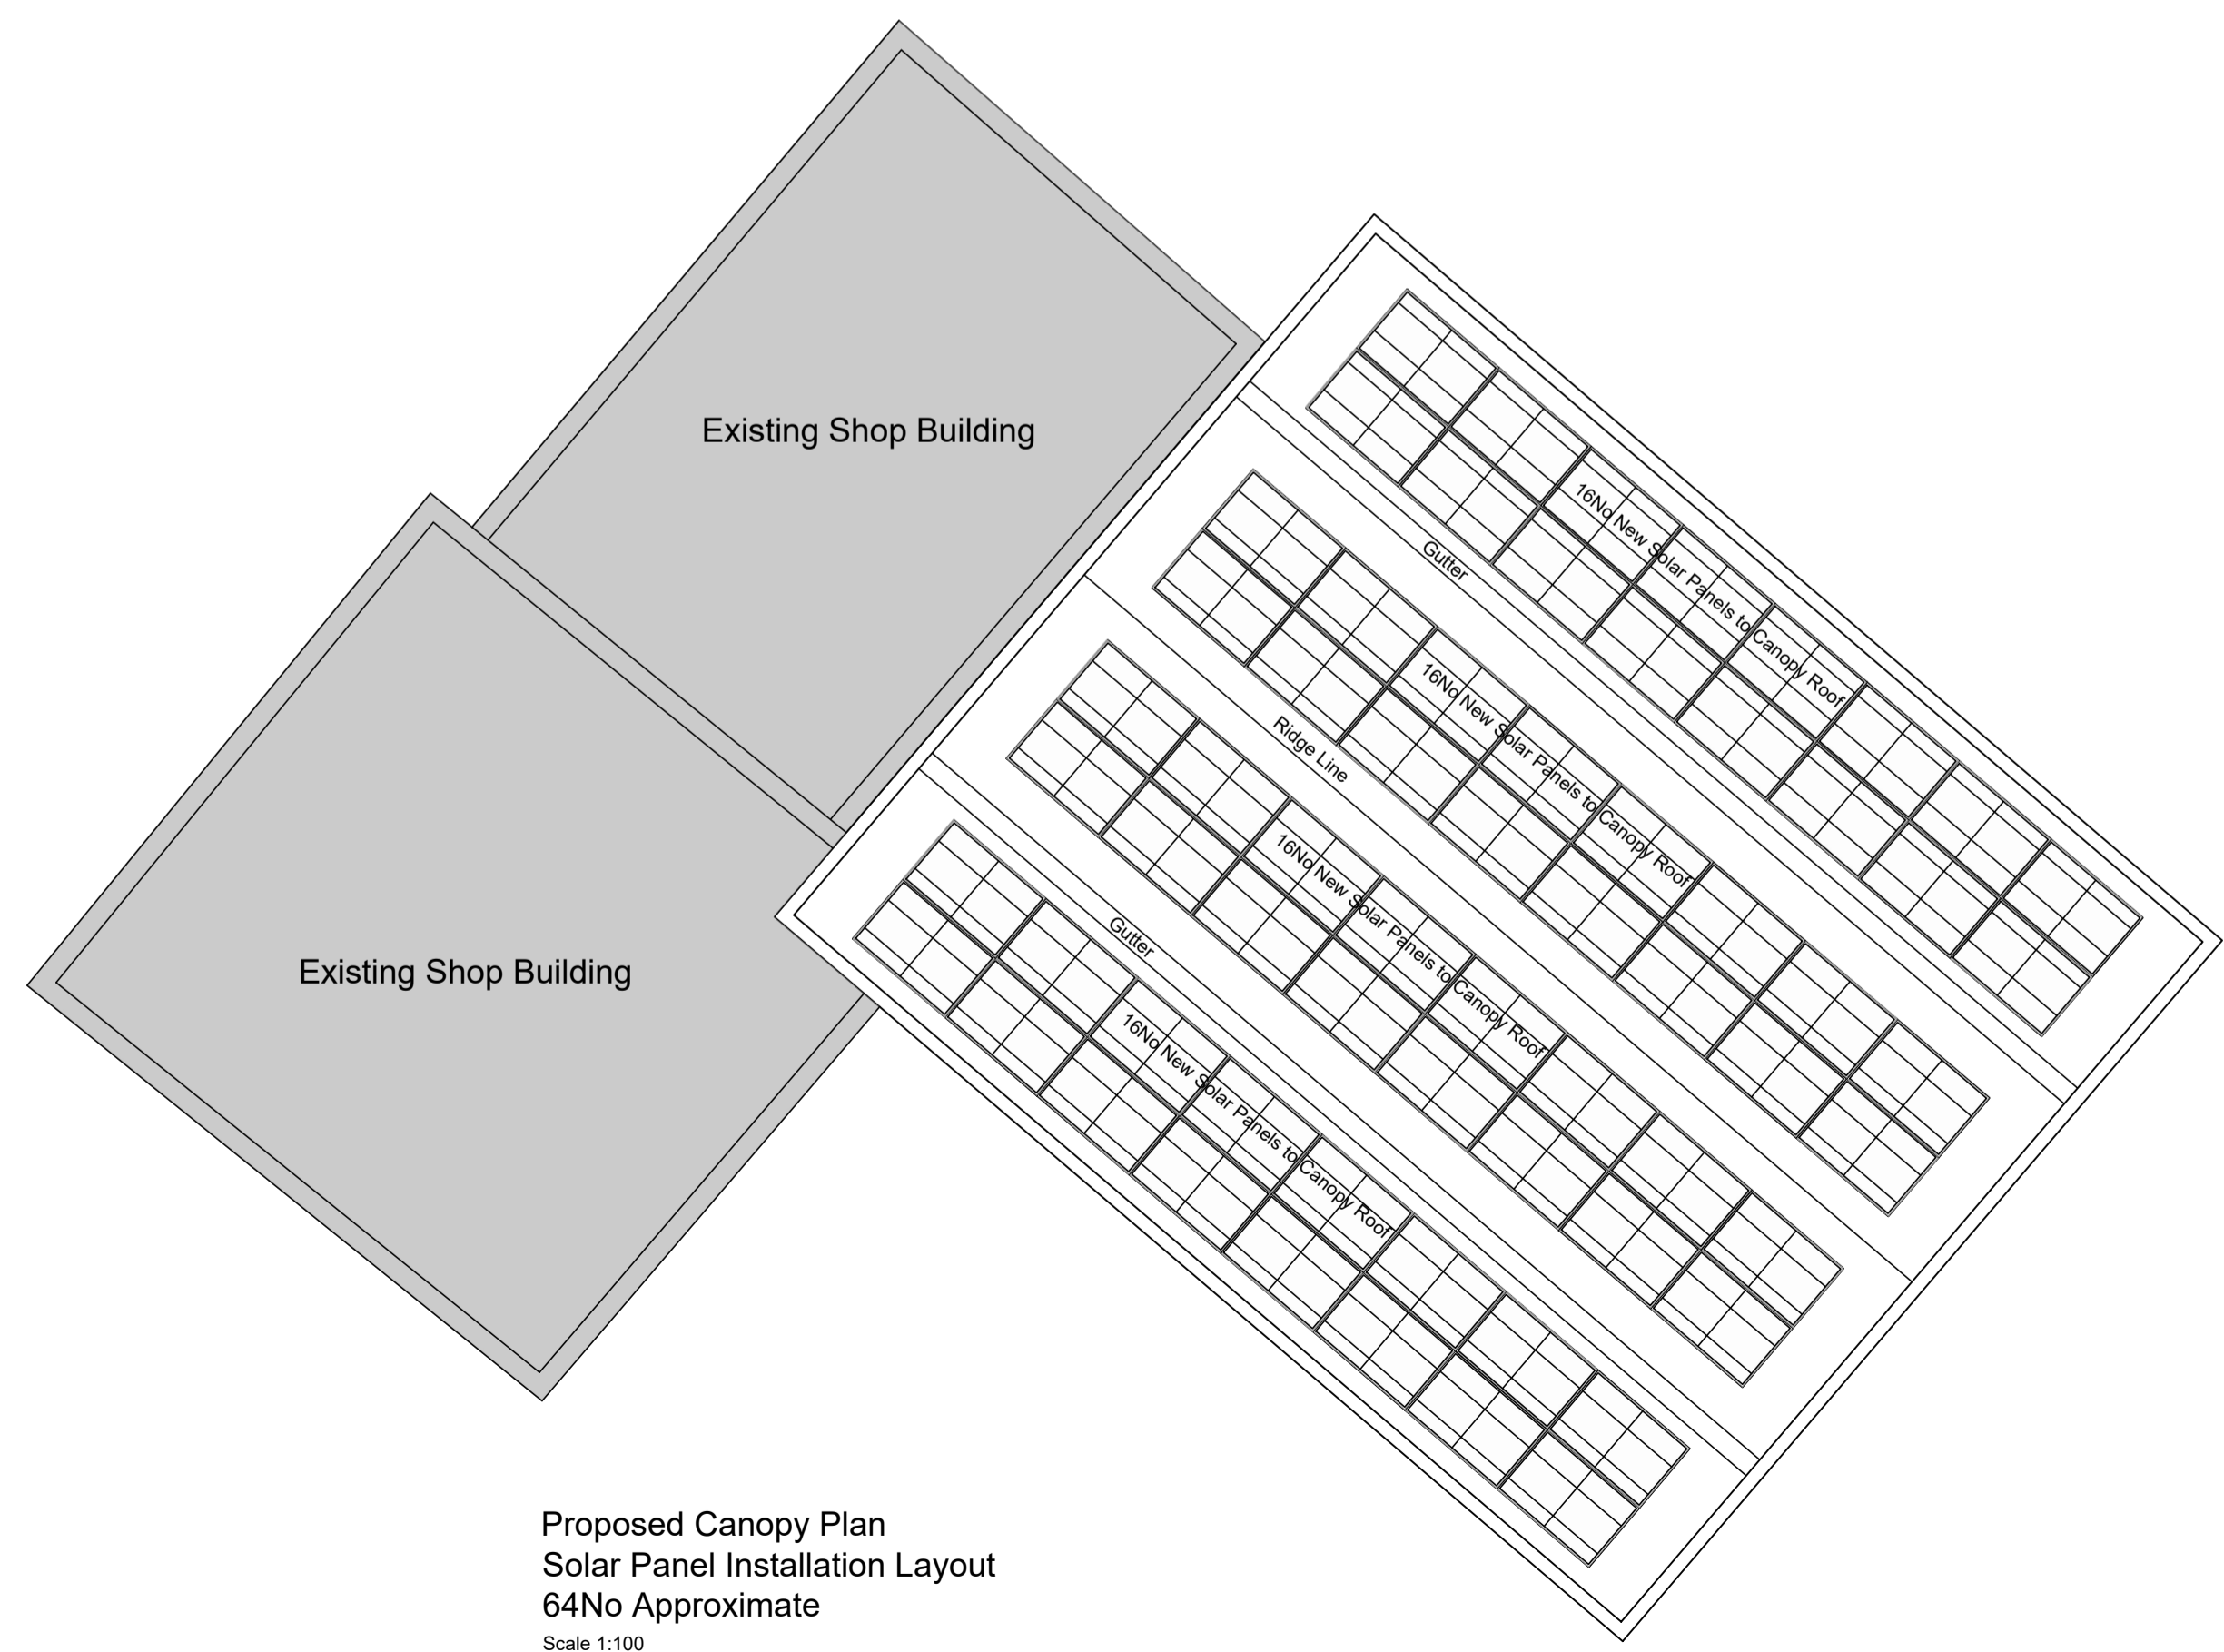 Existing Shop Building
16No New Solar Panels to Canopy Roof
Gutter
16No New Solar Panels to Canopy Roof
Ridge Line
16No New Solar Panels to Canopy Roof
Gutter
16No New Solar Panels to Canopy Roof
Existing Shop Building
Proposed Canopy Plan
Solar Panel Installation Layout
64No Approximate
Scale 1:100